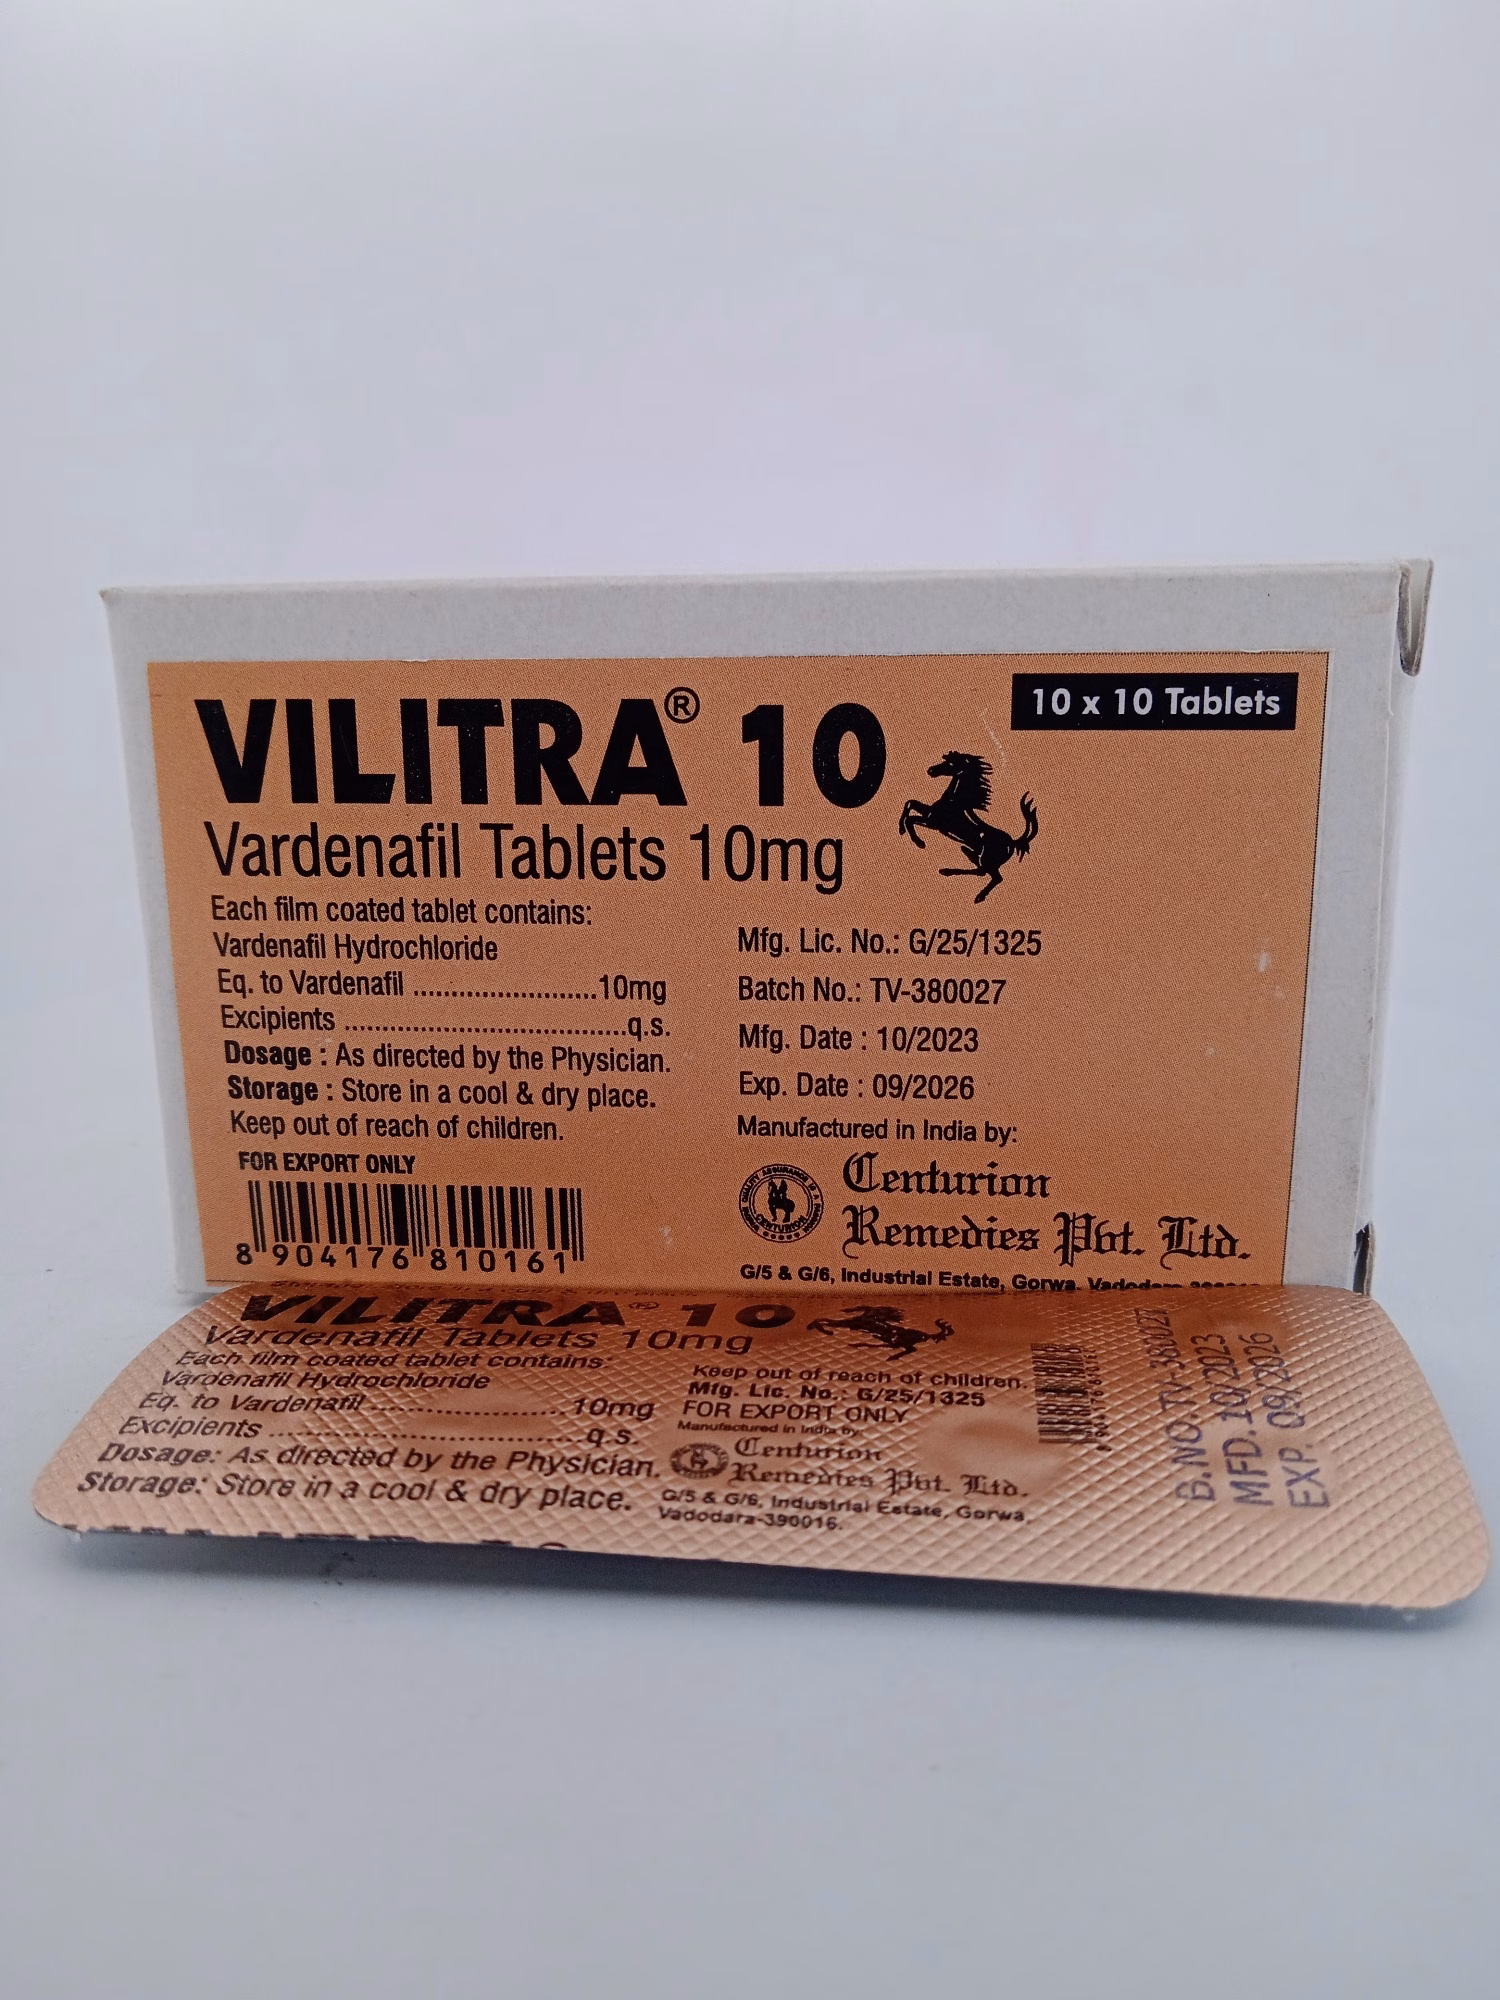 VILITRA® 10
10 x 10 Tablets
Vardenafil Tablets 10mg
Each film coated tablet contains:
Vardenafil Hydrochloride
Eq. to Vardenafil ........................10mg
Excipients .....................................q.s.
Dosage : As directed by the Physician.
Storage : Store in a cool & dry place.
Keep out of reach of children.
FOR EXPORT ONLY
8 904176 810161
Mfg. Lic. No.: G/25/1325
Batch No.: TV-380027
Mfg. Date : 10/2023
Exp. Date : 09/2026
Manufactured in India by:
CENTURION
Centurion
Remedies Pvt. Ltd.
G/5 & G/6, Industrial Estate, Gorwa, Vadodara
VILITRA® 10
Vardenafil Tablets 10mg
Each film coated tablet contains:
Vardenafil Hydrochloride
Eq. to Vardenafil ........................10mg
Excipients .....................................q.s.
Dosage: As directed by the Physician.
Storage: Store in a cool & dry place.
Keep out of reach of children.
Mfg. Lic. No.: G/25/1325
FOR EXPORT ONLY
Manufactured in India by:
Centurion
Remedies Pvt. Ltd.
G/5 & G/6, Industrial Estate, Gorwa,
Vadodara-390016.
B.NO.TV-380027
MFD.10/2023
EXP. 09/2026